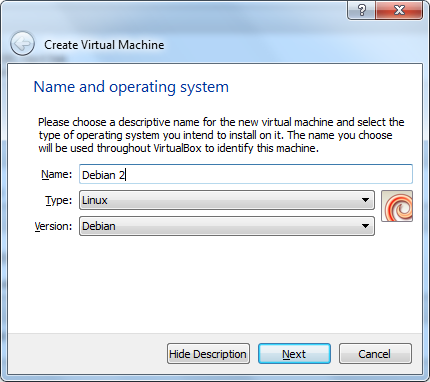 Create Virtual Machine
Name and operating system
Please choose a descriptive name for the new virtual machine and select the
type of operating system you intend to install on it. The name you choose
will be used throughout VirtualBox to identify this machine.
Name: Debian 2
Type: Linux
Version: Debian
Hide Description Next Cancel